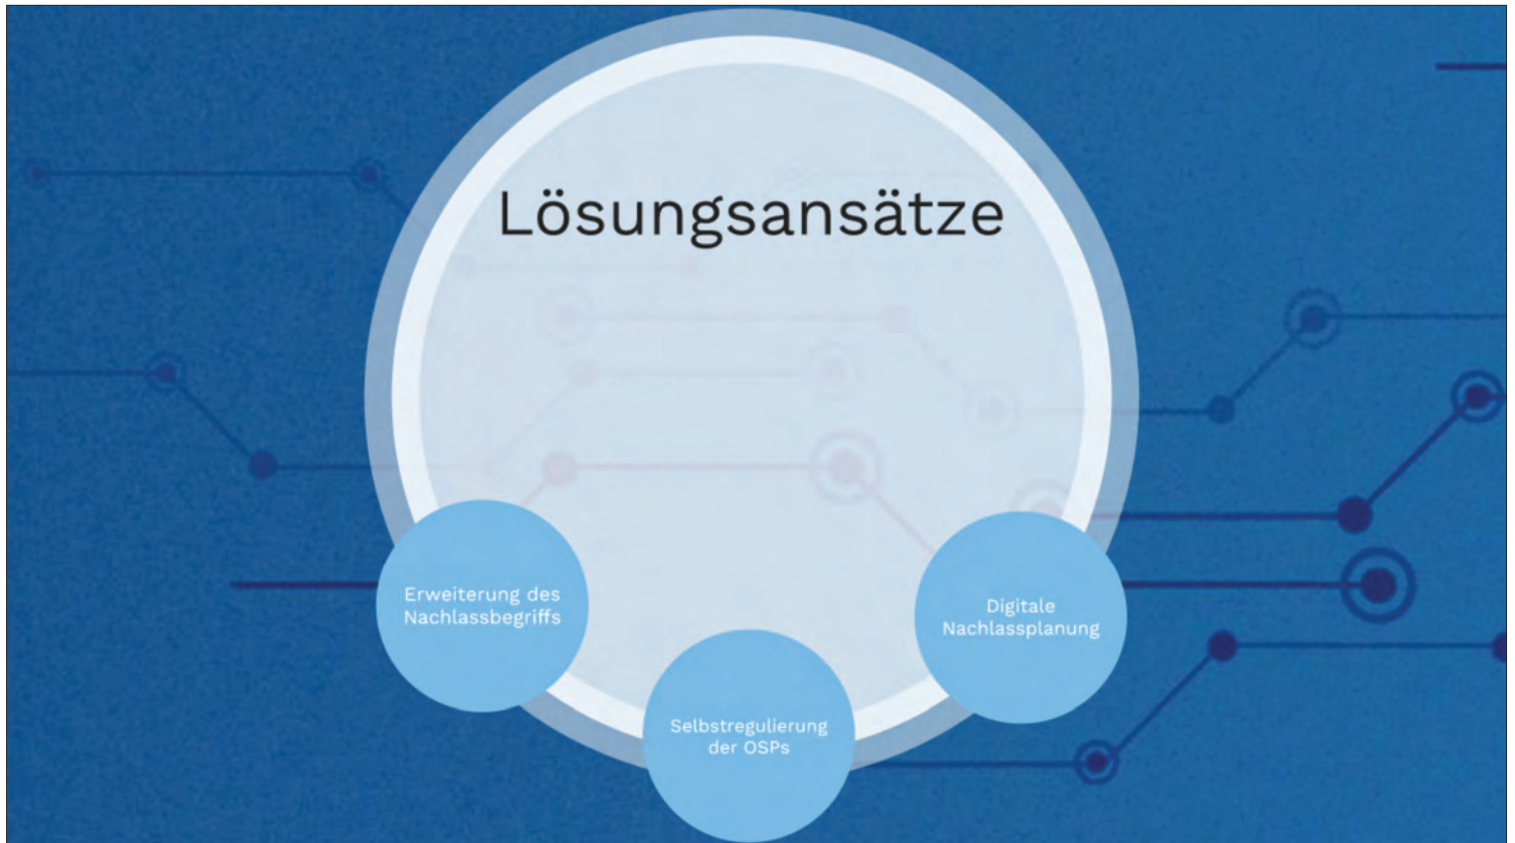 Lösungsansätze
Erweiterung des
Nachlassbegriffs
Selbstregulierung
der OSPs
Digitale
Nachlassplanung